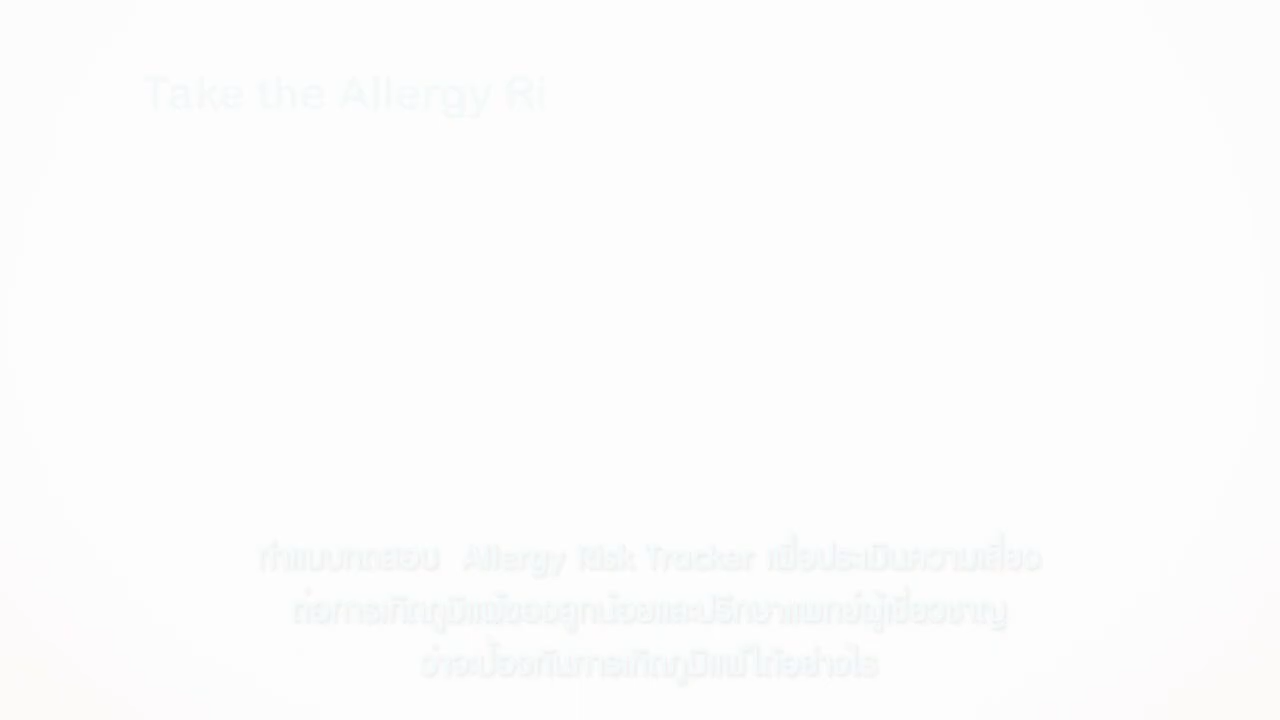 Take the Allergy Ri
ทำแบบทดสอบ Allergy Risk Tracker เพื่อประเมินความเสี่ยง
ต่อการเกิดภูมิแพ้ของลูกน้อยและปรึกษาแพทย์ผู้เชี่ยวชาญ
ว่าจะป้องกันการเกิดภูมิแพ้ได้อย่างไร